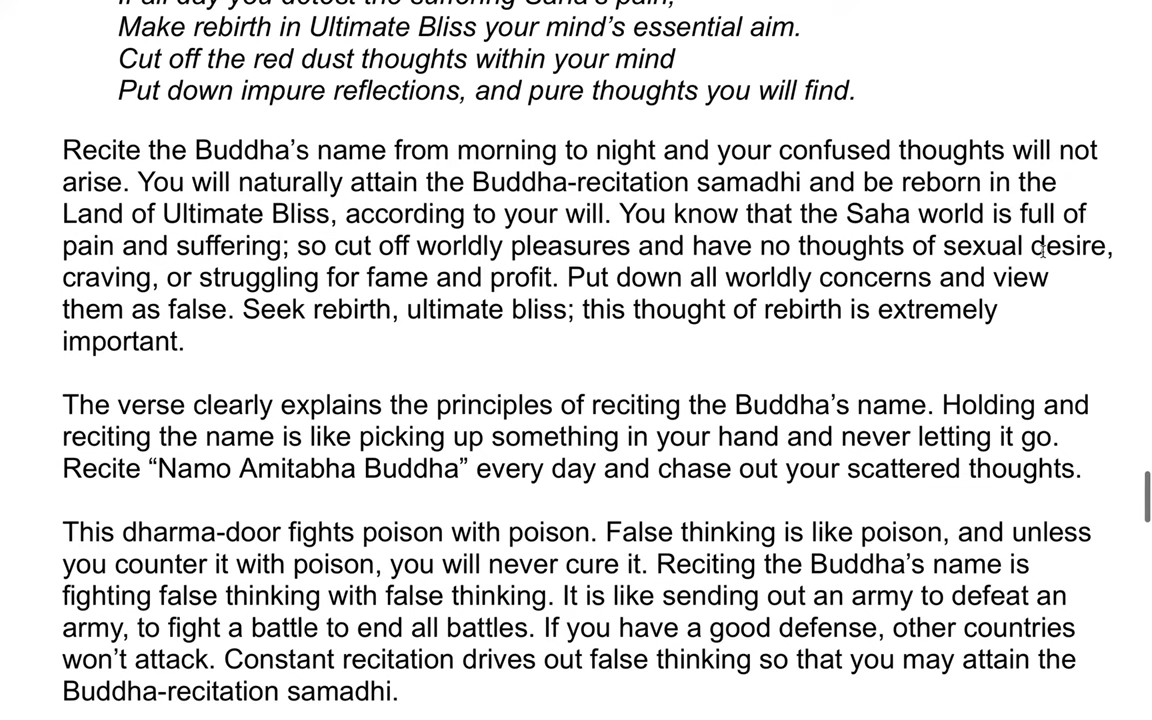 If all day you detest the suffering Saha's pain,
Make rebirth in Ultimate Bliss your mind's essential aim.
Cut off the red dust thoughts within your mind
Put down impure reflections, and pure thoughts you will find.
Recite the Buddha's name from morning to night and your confused thoughts will not
arise. You will naturally attain the Buddha-recitation samadhi and be reborn in the
Land of Ultimate Bliss, according to your will. You know that the Saha world is full of
pain and suffering; so cut off worldly pleasures and have no thoughts of sexual desire,
craving, or struggling for fame and profit. Put down all worldly concerns and view
them as false. Seek rebirth, ultimate bliss; this thought of rebirth is extremely
important.
The verse clearly explains the principles of reciting the Buddha's name. Holding and
reciting the name is like picking up something in your hand and never letting it go.
Recite “Namo Amitabha Buddha” every day and chase out your scattered thoughts.
This dharma-door fights poison with poison. False thinking is like poison, and unless
you counter it with poison, you will never cure it. Reciting the Buddha's name is
fighting false thinking with false thinking. It is like sending out an army to defeat an
army, to fight a battle to end all battles. If you have a good defense, other countries
won't attack. Constant recitation drives out false thinking so that you may attain the
Buddha-recitation samadhi.